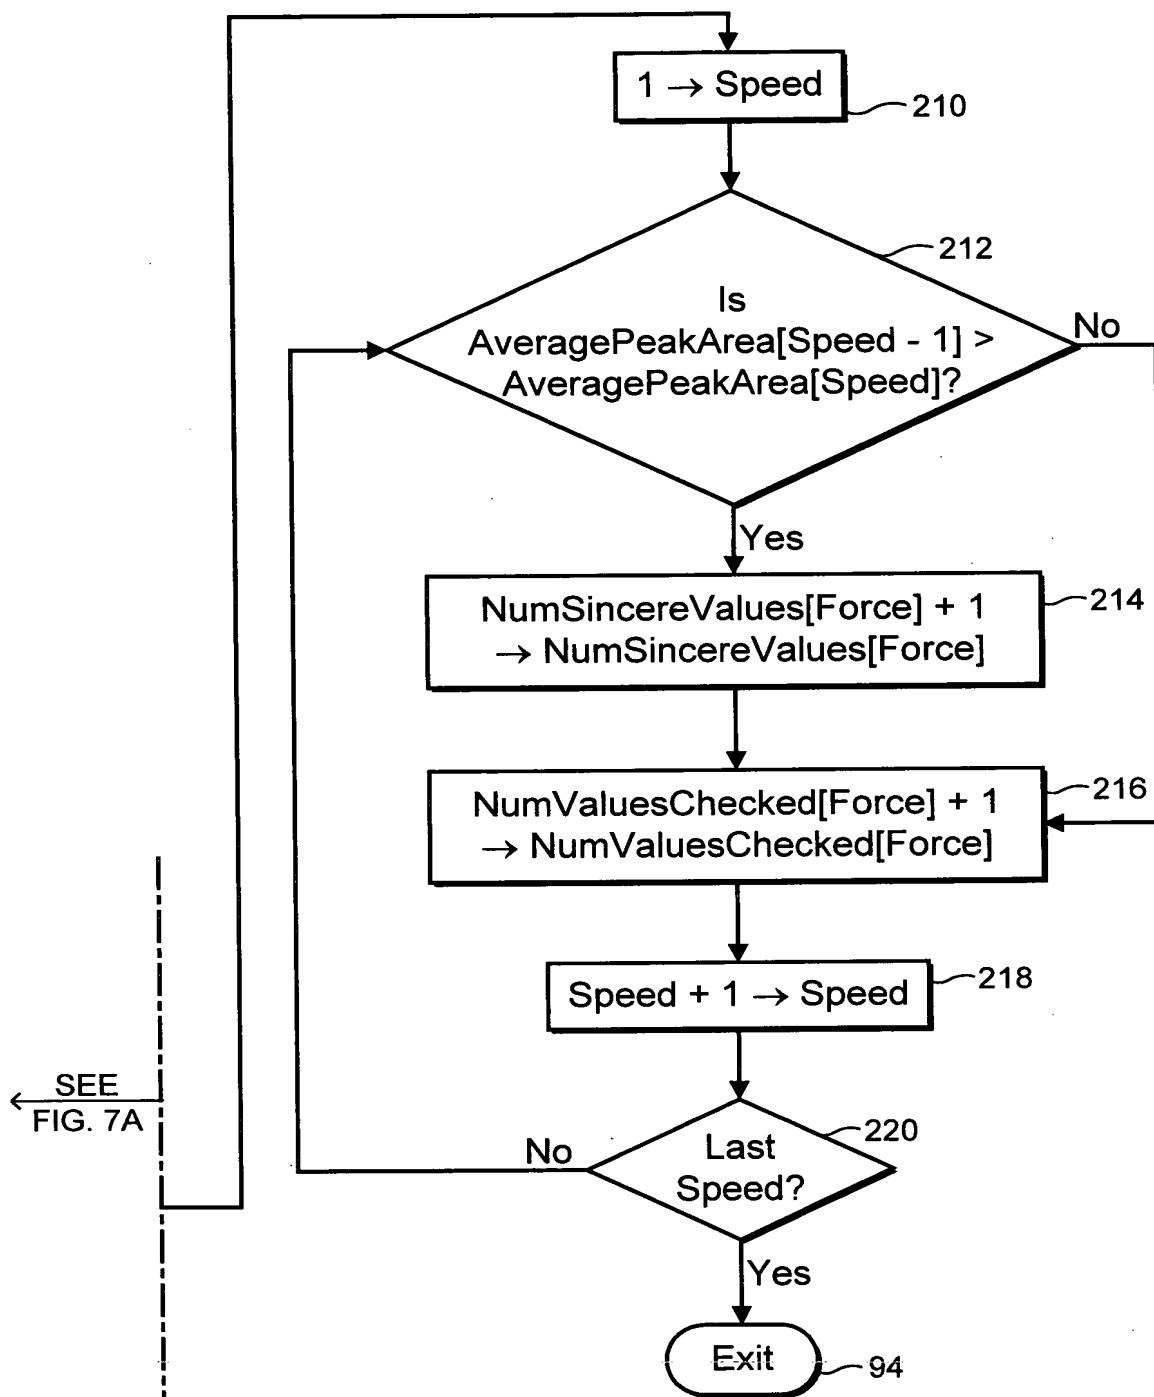 1 → Speed
210
212
Is
AveragePeakArea[Speed - 1] >
AveragePeakArea[Speed]?
No
Yes
NumSincereValues[Force] + 1
→ NumSincereValues[Force]
214
NumValuesChecked[Force] + 1
→ NumValuesChecked[Force]
216
Speed + 1 → Speed
218
SEE
FIG. 7A
Last
Speed?
220
No
Yes
Exit
94